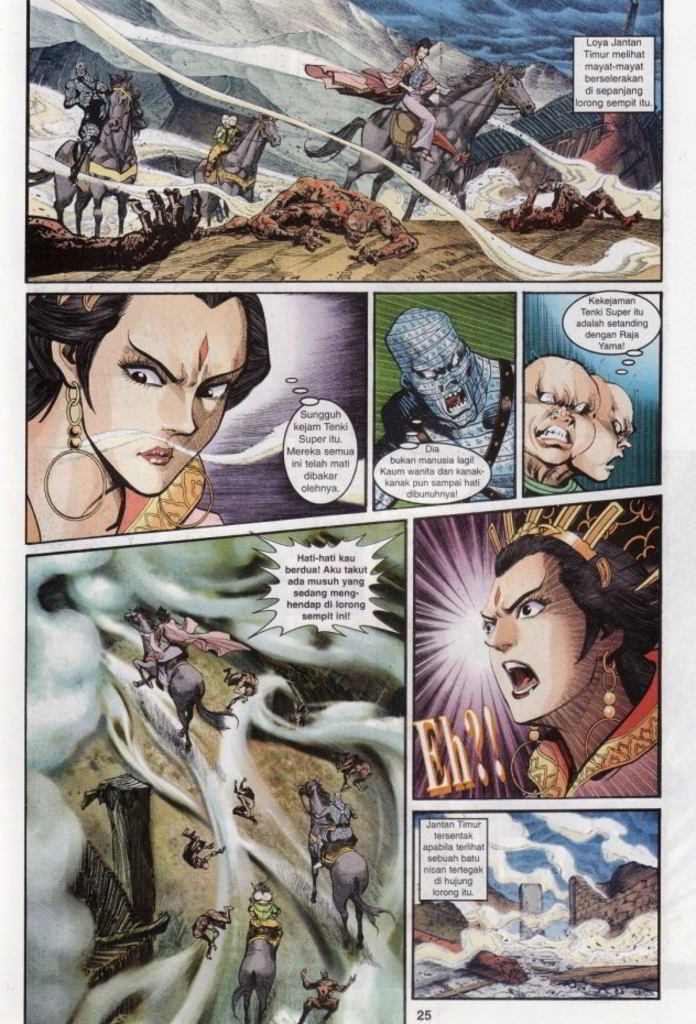 Loya Jantan
Timur melihat
mayat-mayat
berselerakan
di sepanjang
lorong sempit itu.
Sungguh
kejam Tenki
Super itu.
Mereka semua
ini telah mati
dibakar
olehnya.
Dia
bukan manusia lagi!
Kaum wanita dan kanak-
kanak pun sampai hati
dibunuhnya!
Kekejaman
Tenki Super itu
adalah setanding
dengan Raja
Yama!
Hati-hati kau
berdua! Aku takut
ada musuh yang
sedang meng-
hendap di lorong
sempit ini!
Eh?!
Jantan Timur
tersentak
apabila terlihat
sebuah batu
nisan tertegak
di hujung
lorong itu.
25